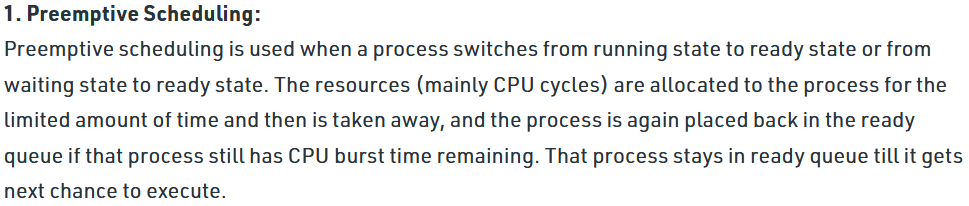 1. Preemptive Scheduling:
Preemptive scheduling is used when a process switches from running state to ready state or from
waiting state to ready state. The resources (mainly CPU cycles) are allocated to the process for the
limited amount of time and then is taken away, and the process is again placed back in the ready
queue if that process still has CPU burst time remaining. That process stays in ready queue till it gets
next chance to execute.